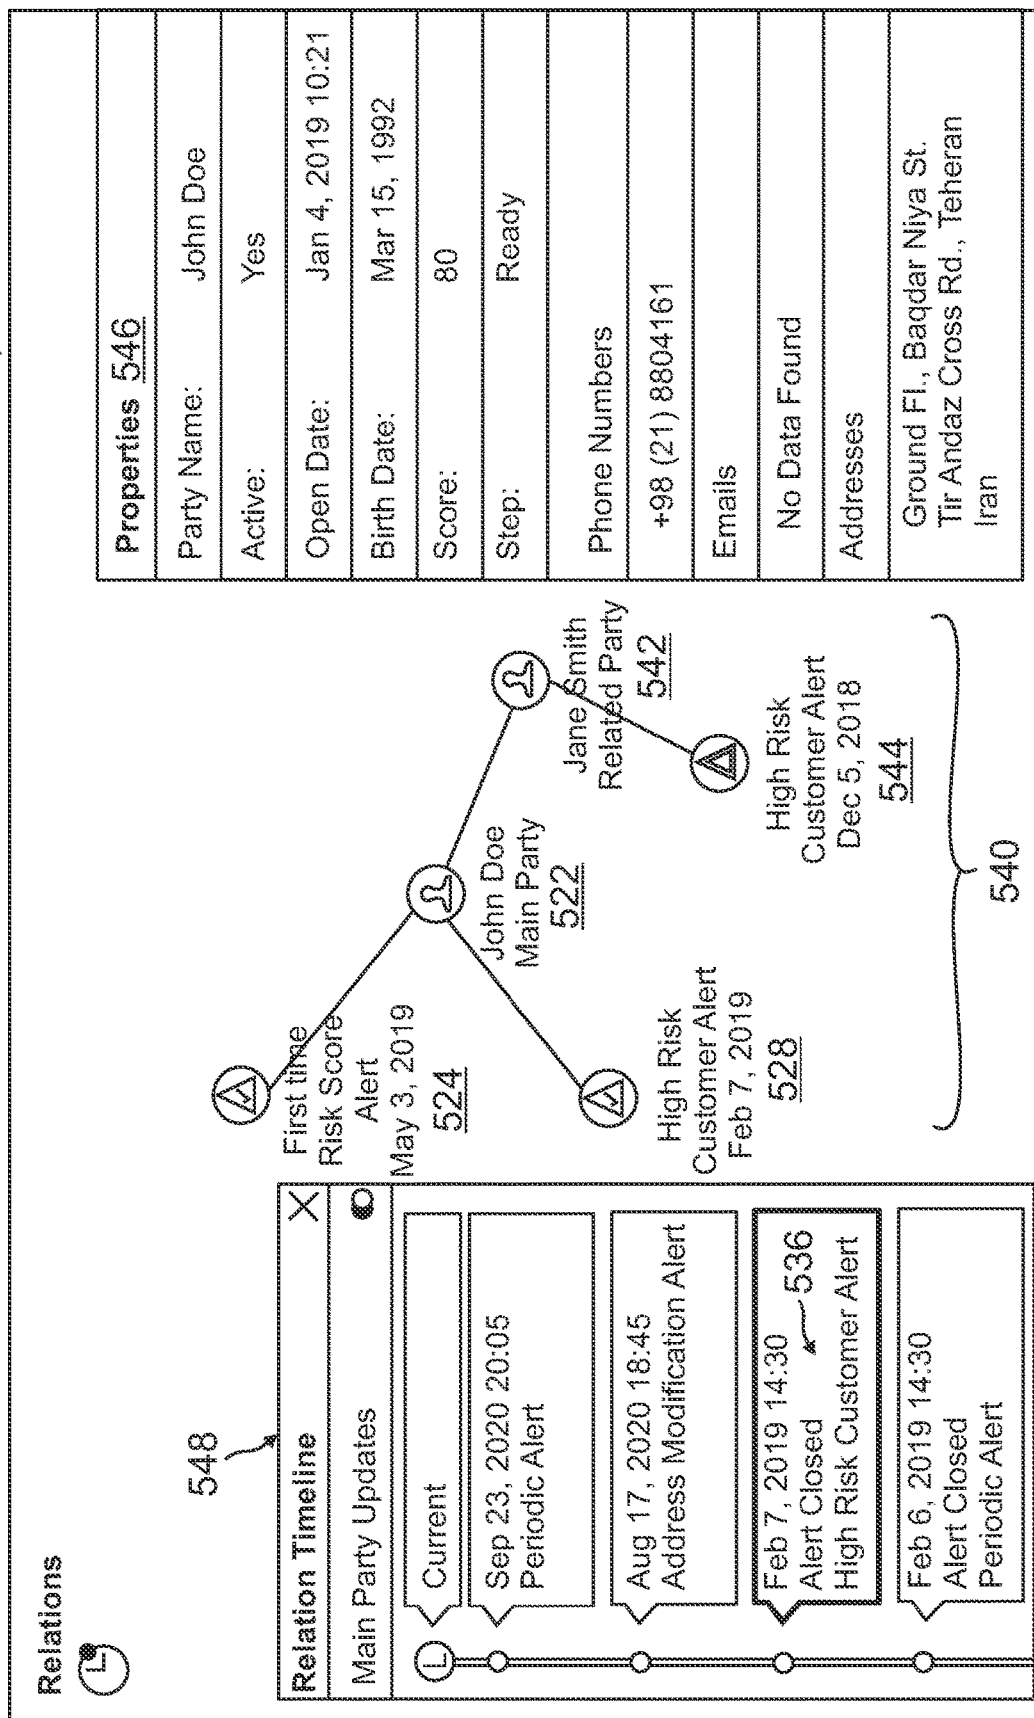 Relations
548
Relation Timeline
Main Party Updates
Current
Sep 23, 2020 20:05
Periodic Alert
Aug 17, 2020 18:45
Address Modification Alert
Feb 7, 2019 14:30
Alert Closed
High Risk Customer Alert
536
Feb 6, 2019 14:30
Alert Closed
Periodic Alert
First time
Risk Score
Alert
May 3, 2019
524
High Risk
Customer Alert
Feb 7, 2019
528
John Doe
Main Party
522
Jane Smith
Related Party
542
High Risk
Customer Alert
Dec 5, 2018
544
540
Properties 546
Party Name: John Doe
Active: Yes
Open Date: Jan 4, 2019 10:21
Birth Date: Mar 15, 1992
Score: 80
Step: Ready
Phone Numbers
+98 (21) 8804161
Emails
No Data Found
Addresses
Ground Fl., Baqdar Niya St.
Tir Andaz Cross Rd., Teheran
Iran